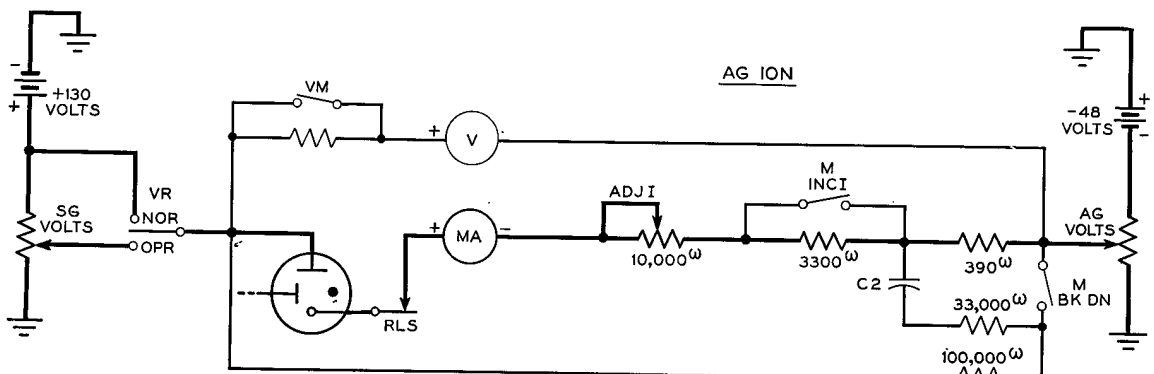 AG ION
-
+130
VOLTS
+
VM
+
V
-
-48
VOLTS
+
-
SG
VOLTS
VR
NOR
OPR
+
MA
-
RLS
ADJ I
10,000ω
M
INCI
3300ω
390ω
C2
33,000ω
100,000ω
AG
VOLTS
M
BK DN